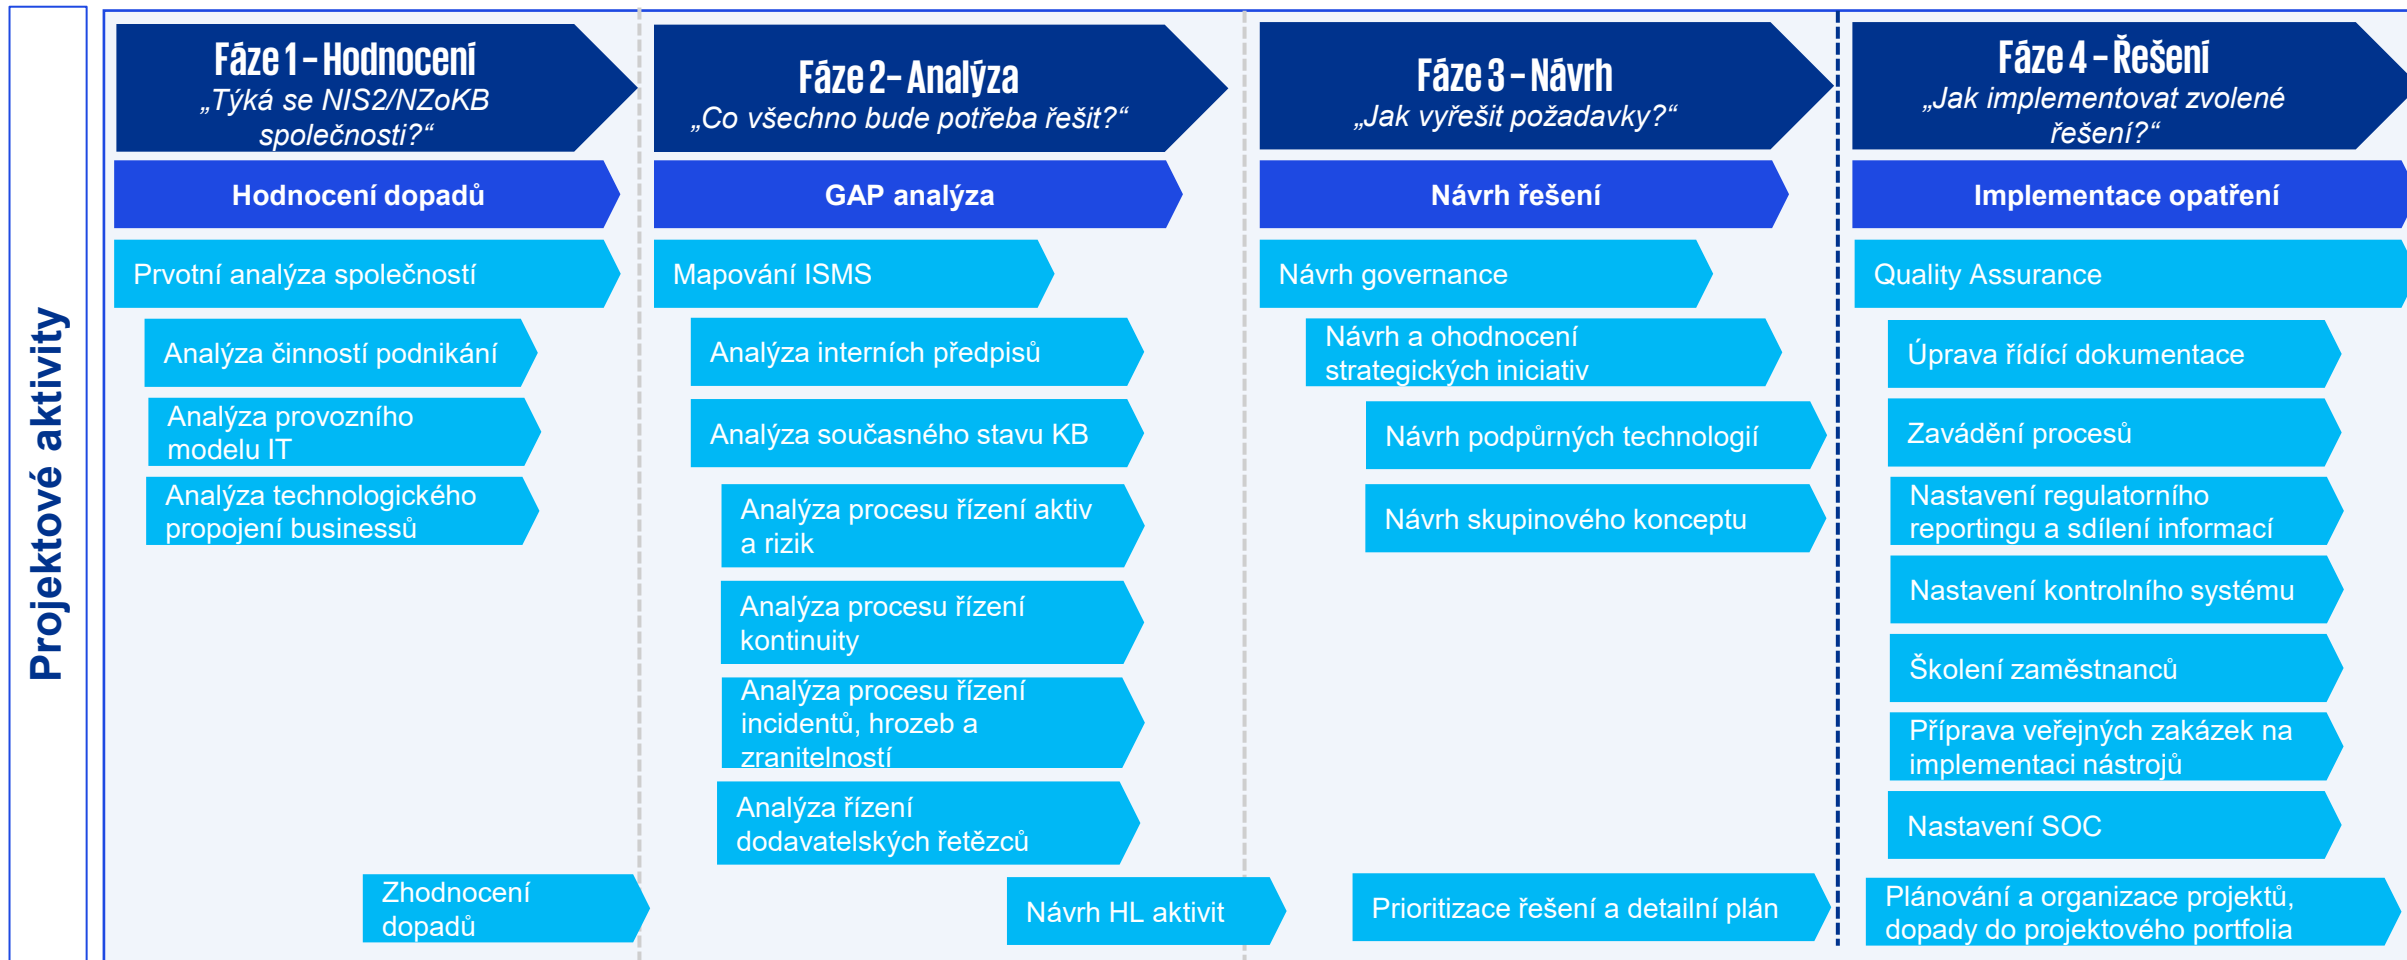 Projektové aktivity
Fáze 1 – Hodnocení
„Týká se NIS2/NZoKB
společnosti?“
Hodnocení dopadů
Prvotní analýza společností
Analýza činností podnikání
Analýza provozního
modelu IT
Analýza technologického
propojení businessů
Zhodnocení
dopadů
Fáze 2– Analýza
„Co všechno bude potřeba řešit?“
GAP analýza
Mapování ISMS
Analýza interních předpisů
Analýza současného stavu KB
Analýza procesu řízení aktiv
a rizik
Analýza procesu řízení
kontinuity
Analýza procesu řízení
incidentů, hrozeb a
zranitelností
Analýza řízení
dodavatelských řetězců
Návrh HL aktivit
Fáze 3 – Návrh
„Jak vyřešit požadavky?“
Návrh řešení
Návrh governance
Návrh a ohodnocení
strategických iniciativ
Návrh podpůrných technologií
Návrh skupinového konceptu
Prioritizace řešení a detailní plán
Fáze 4 – Řešení
„Jak implementovat zvolené
řešení?“
Implementace opatření
Quality Assurance
Úprava řídící dokumentace
Zavádění procesů
Nastavení regulatorního
reportingu a sdílení informací
Nastavení kontrolního systému
Školení zaměstnanců
Příprava veřejných zakázek na
implementaci nástrojů
Nastavení SOC
Plánování a organizace projektů,
dopady do projektového portfolia